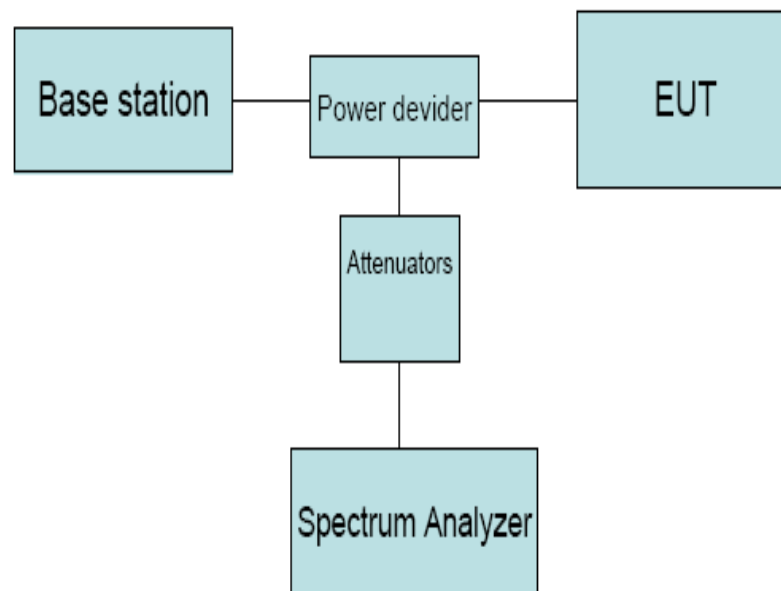 Base station
Power devider
EUT
Attenuators
Spectrum Analyzer